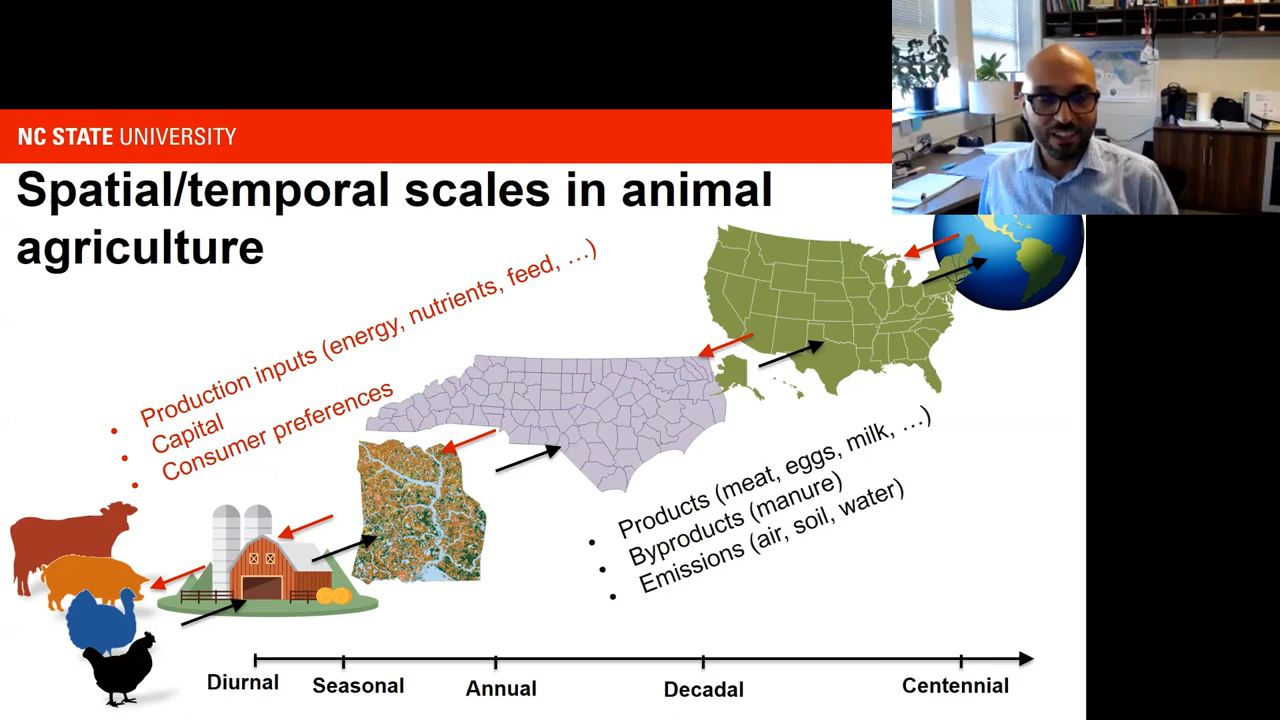 NC STATE UNIVERSITY
Spatial/temporal scales in animal
agriculture
• Production inputs (energy, nutrients, feed, …)
• Capital
• Consumer preferences
• Products (meat, eggs, milk, …)
• Byproducts (manure)
• Emissions (air, soil, water)
Diurnal
Seasonal
Annual
Decadal
Centennial